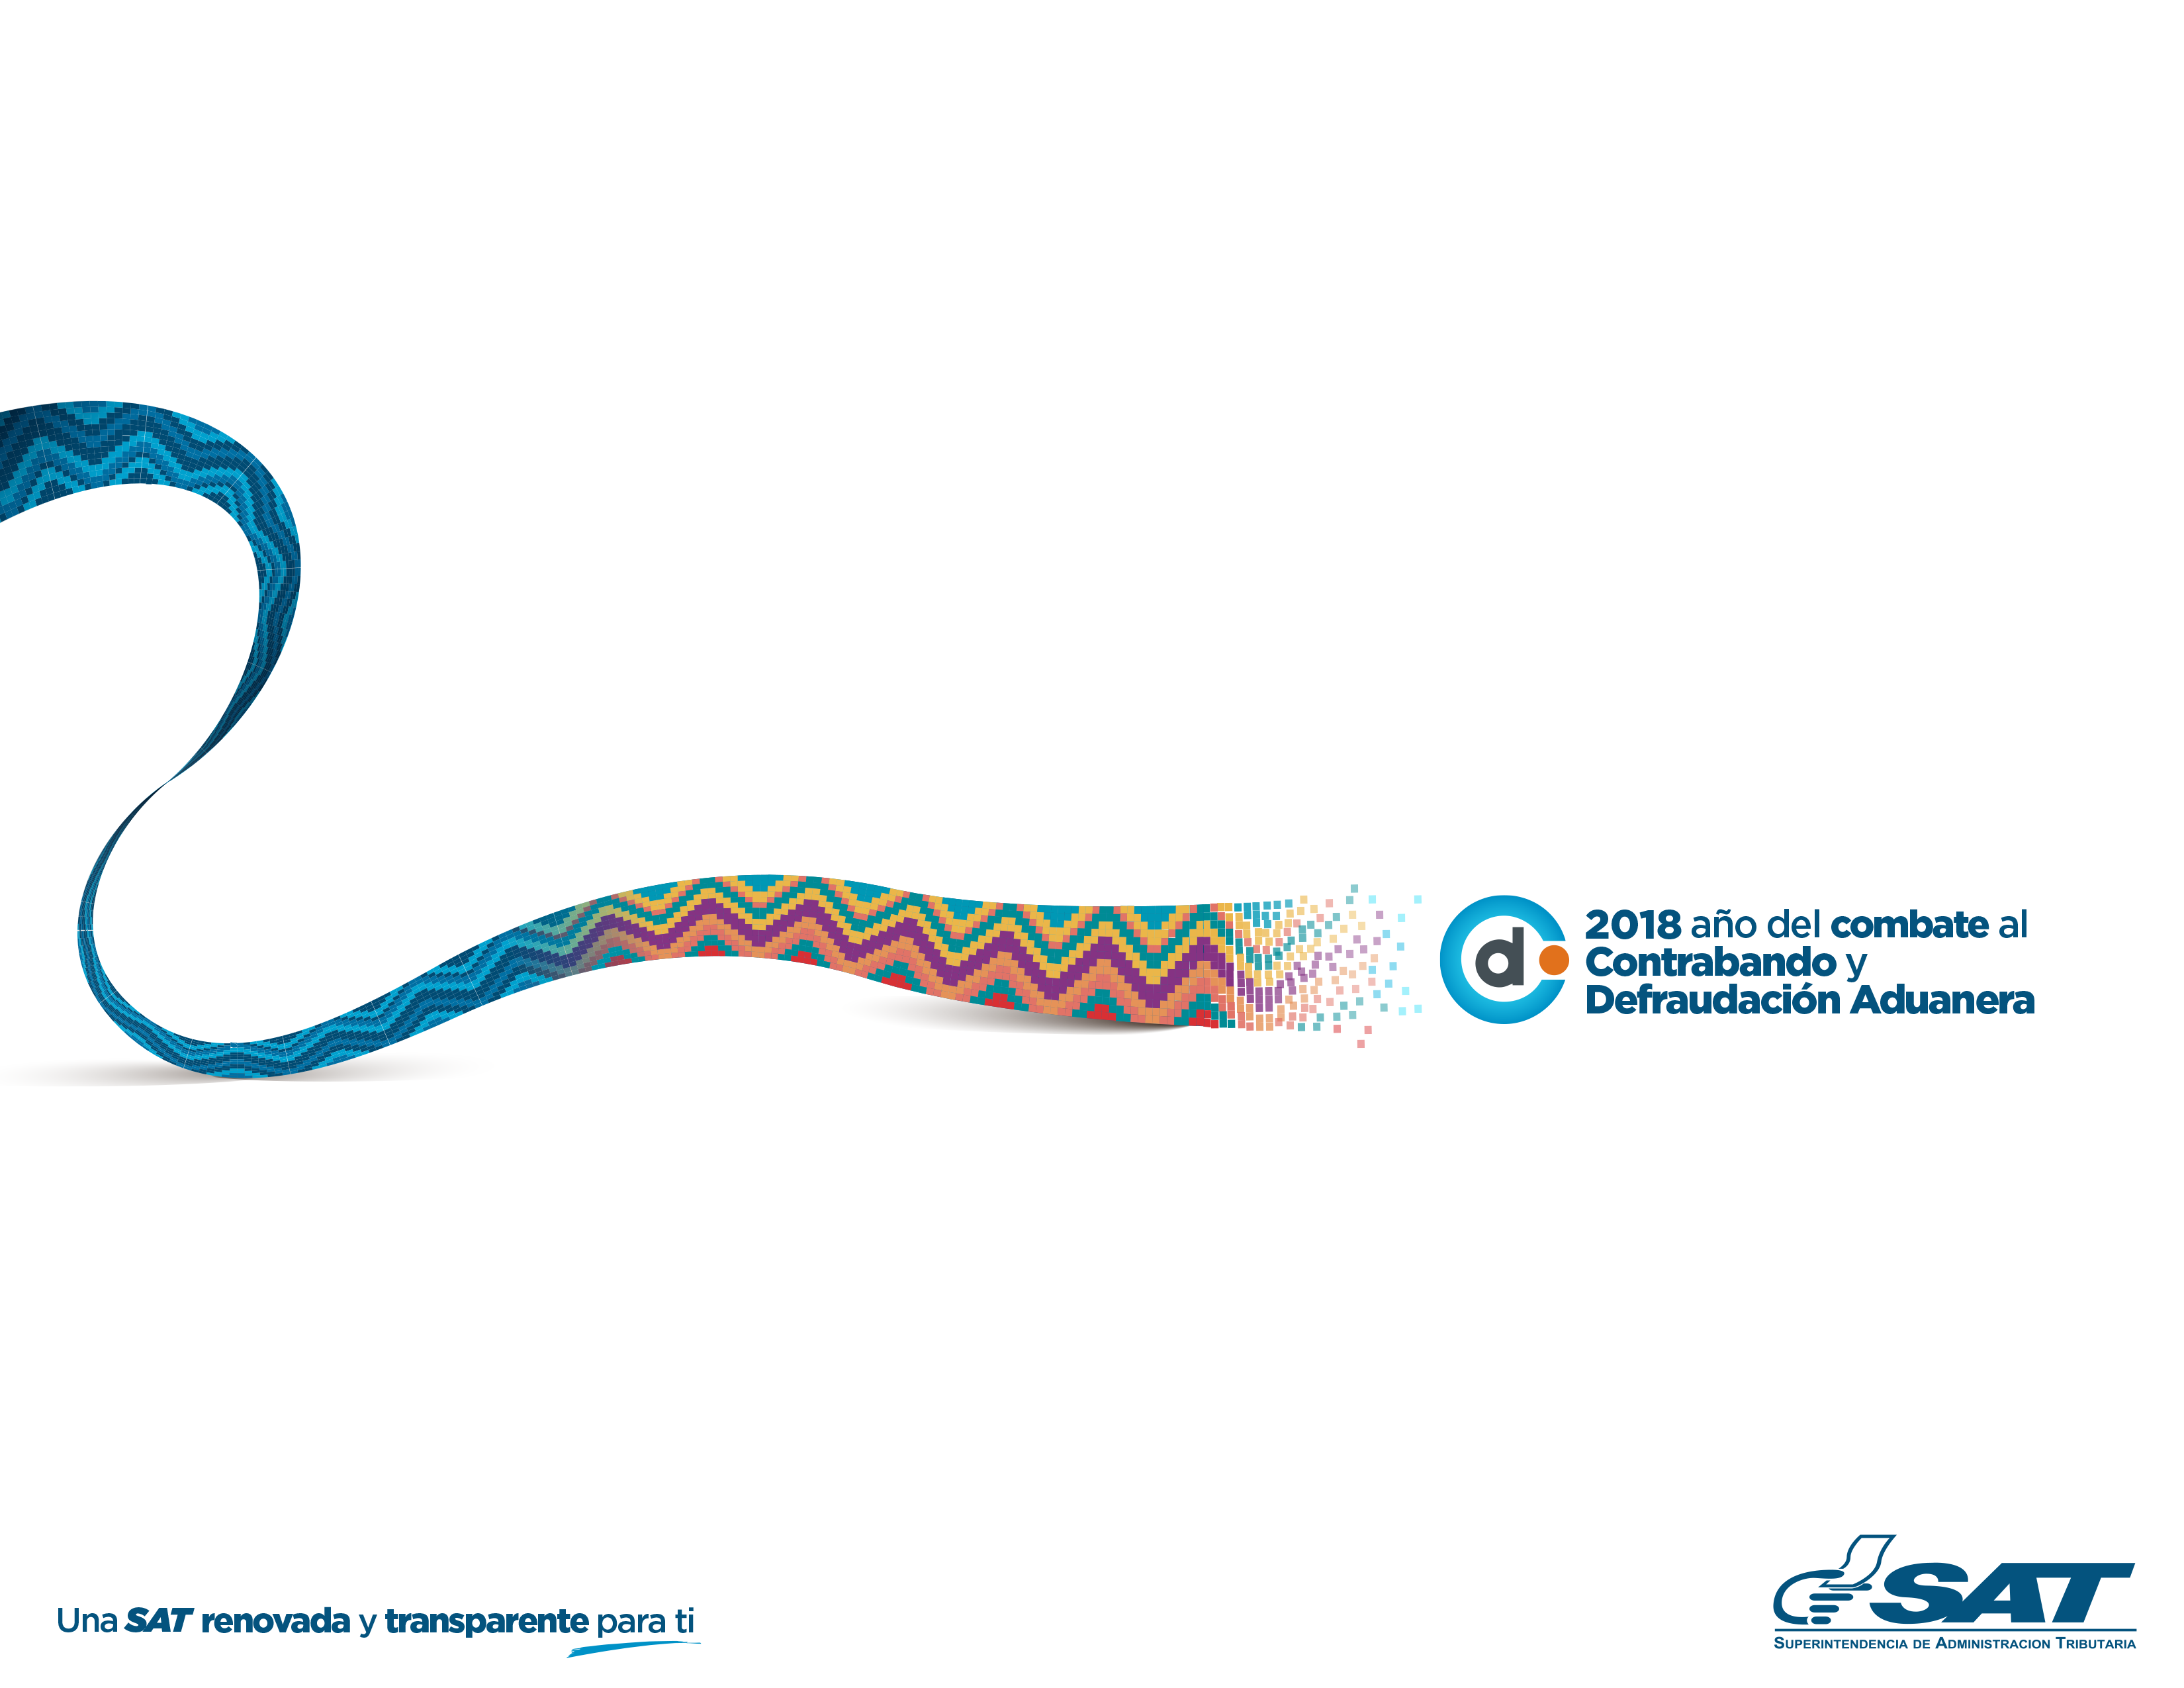 2018 año del combate al
Contrabando y
Defraudación Aduanera
Una SAT renovada y transparente para ti
SAT
SUPERINTENDENCIA DE ADMINISTRACION TRIBUTARIA